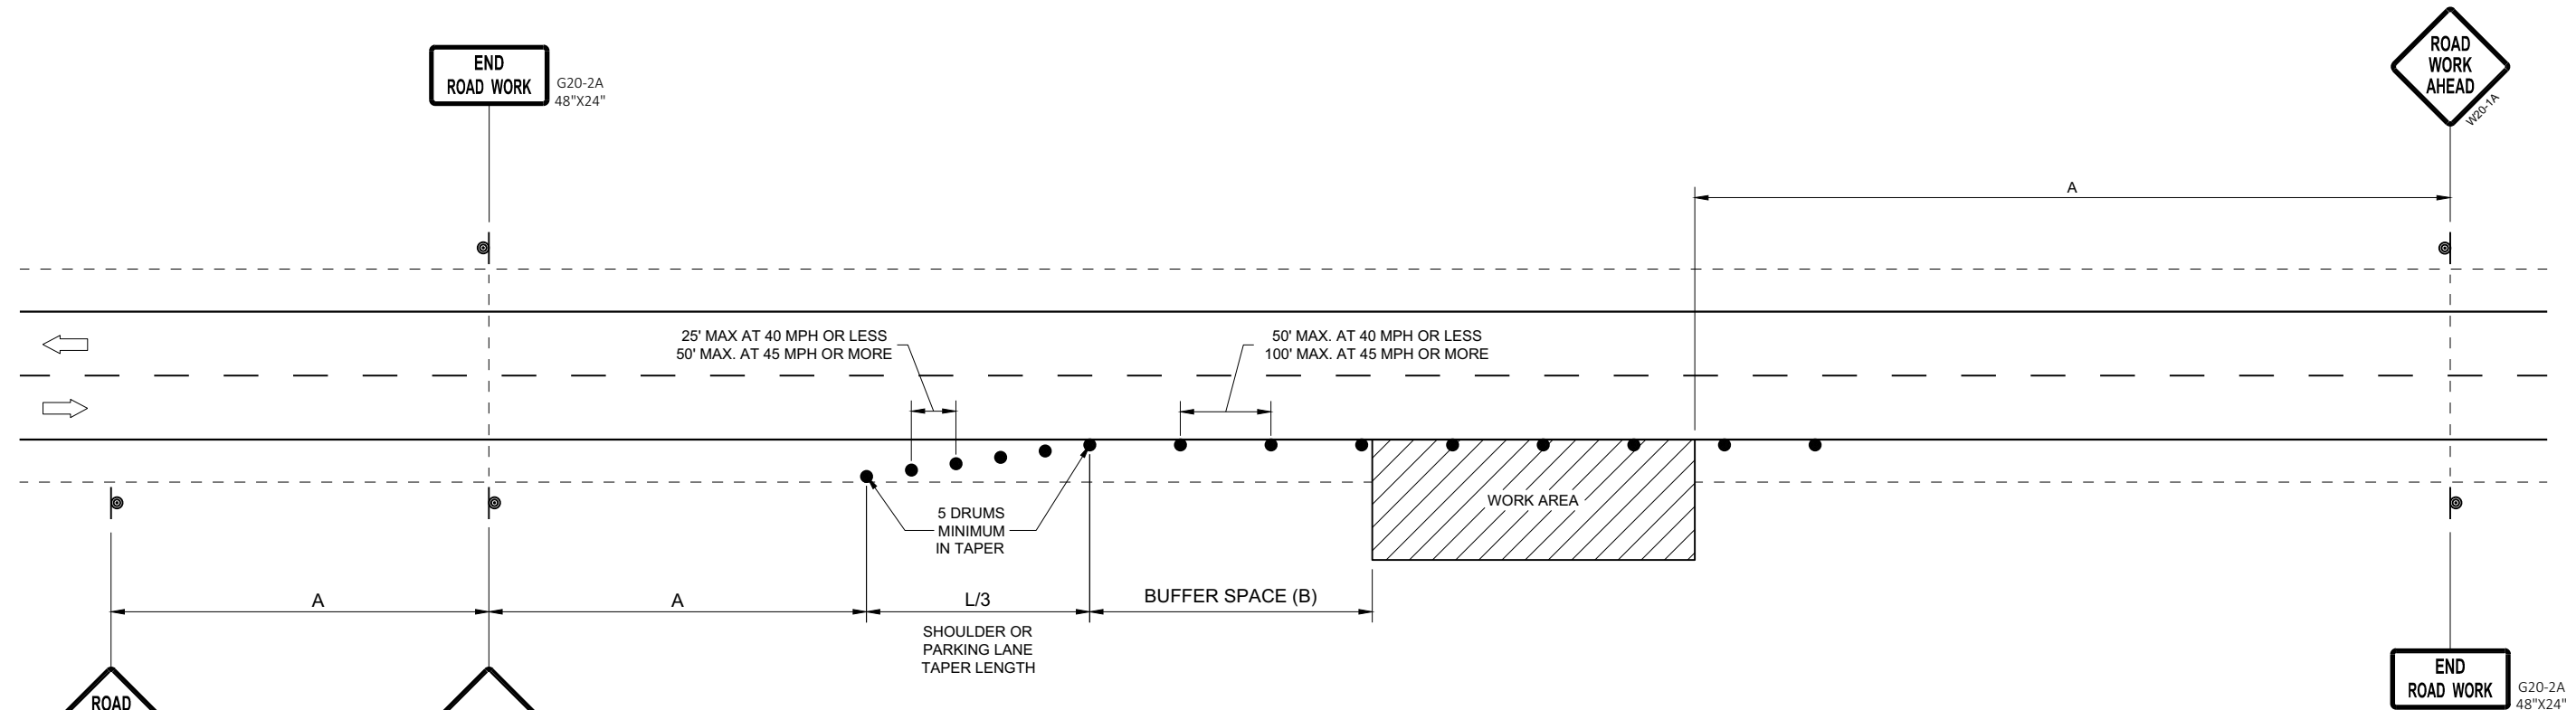 END
ROAD WORK
G20-2A
48"X24"
ROAD
WORK
AHEAD
W20-1A
A
25' MAX AT 40 MPH OR LESS
50' MAX. AT 45 MPH OR MORE
50' MAX. AT 40 MPH OR LESS
100' MAX. AT 45 MPH OR MORE
5 DRUMS
MINIMUM
IN TAPER
WORK AREA
A
A
L/3
BUFFER SPACE (B)
SHOULDER OR
PARKING LANE
TAPER LENGTH
ROAD
END
ROAD WORK
G20-2A
48"X24"